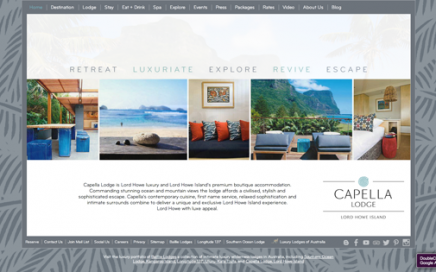 Home Destination Lodge Stay Eat + Drink Spa Explore Events Press Packages Rates Video About Us Blog
RETREAT LUXURIATE EXPLORE REVIVE ESCAPE
Capella Lodge is Lord Howe luxury and Lord Howe Island's premium boutique accommodation.
Commanding stunning ocean and mountain views the lodge affords a civilised, stylish and
sophisticated escape. Capella's contemporary cuisine, first name service, relaxed sophistication and
intimate surrounds combine to deliver a unique and exclusive Lord Howe Island experience.
Lord Howe with luxe appeal.
CAPELLA
LODGE
LORD HOWE ISLAND
Reserve Contact Us Join Mail List Social Us Careers Privacy Sitemap Baillie Lodges Longitude 131° Southern Ocean Lodge Luxury Lodges of Australia